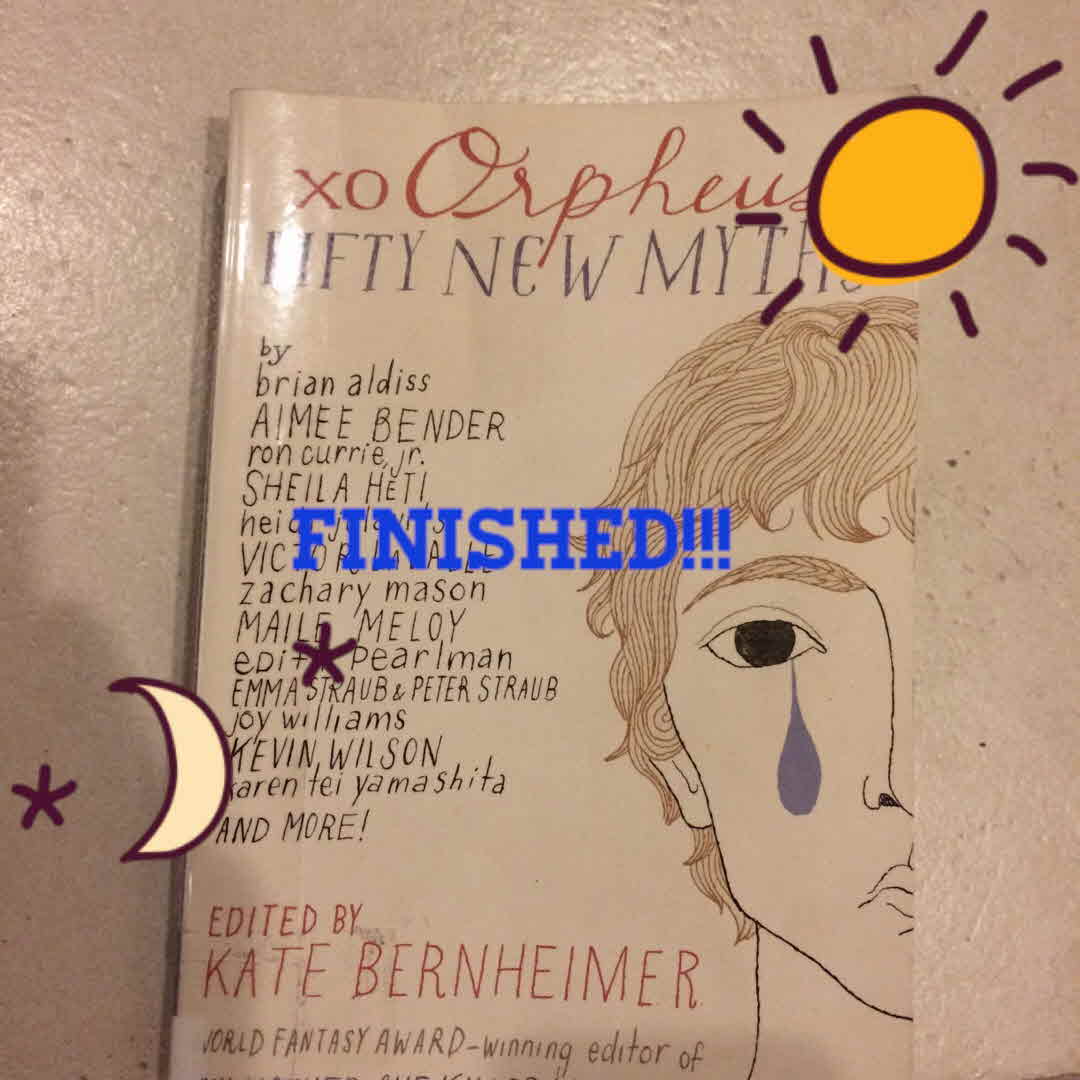 xo Orpheus
FIFTY NEW MYTHS
by
brian aldiss
AIMEE BENDER
ron currie, jr.
SHEILA HETI
FINISHED!!!
zachary mason
MAILE MELOY
pearlman
EMMA STRAUB & PETER STRAUB
joy williams
KEVIN WILSON
karen tei yamashita
AND MORE!
EDITED BY
KATE BERNHEIMER
WORLD FANTASY AWARD-winning editor of